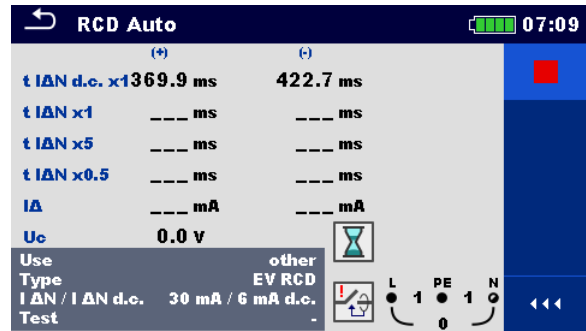 RCD Auto 07:09
(+) (-)
t IΔN d.c. x1 369.9 ms 422.7 ms
t IΔN x1 ___ ms ___ ms
t IΔN x5 ___ ms ___ ms
t IΔN x0.5 ___ ms ___ ms
IΔ ___ mA ___ mA
Uc 0.0 V
Use other
Type EV RCD
I ΔN / I ΔN d.c. 30 mA / 6 mA d.c.
Test -
L PE N
1 1
0